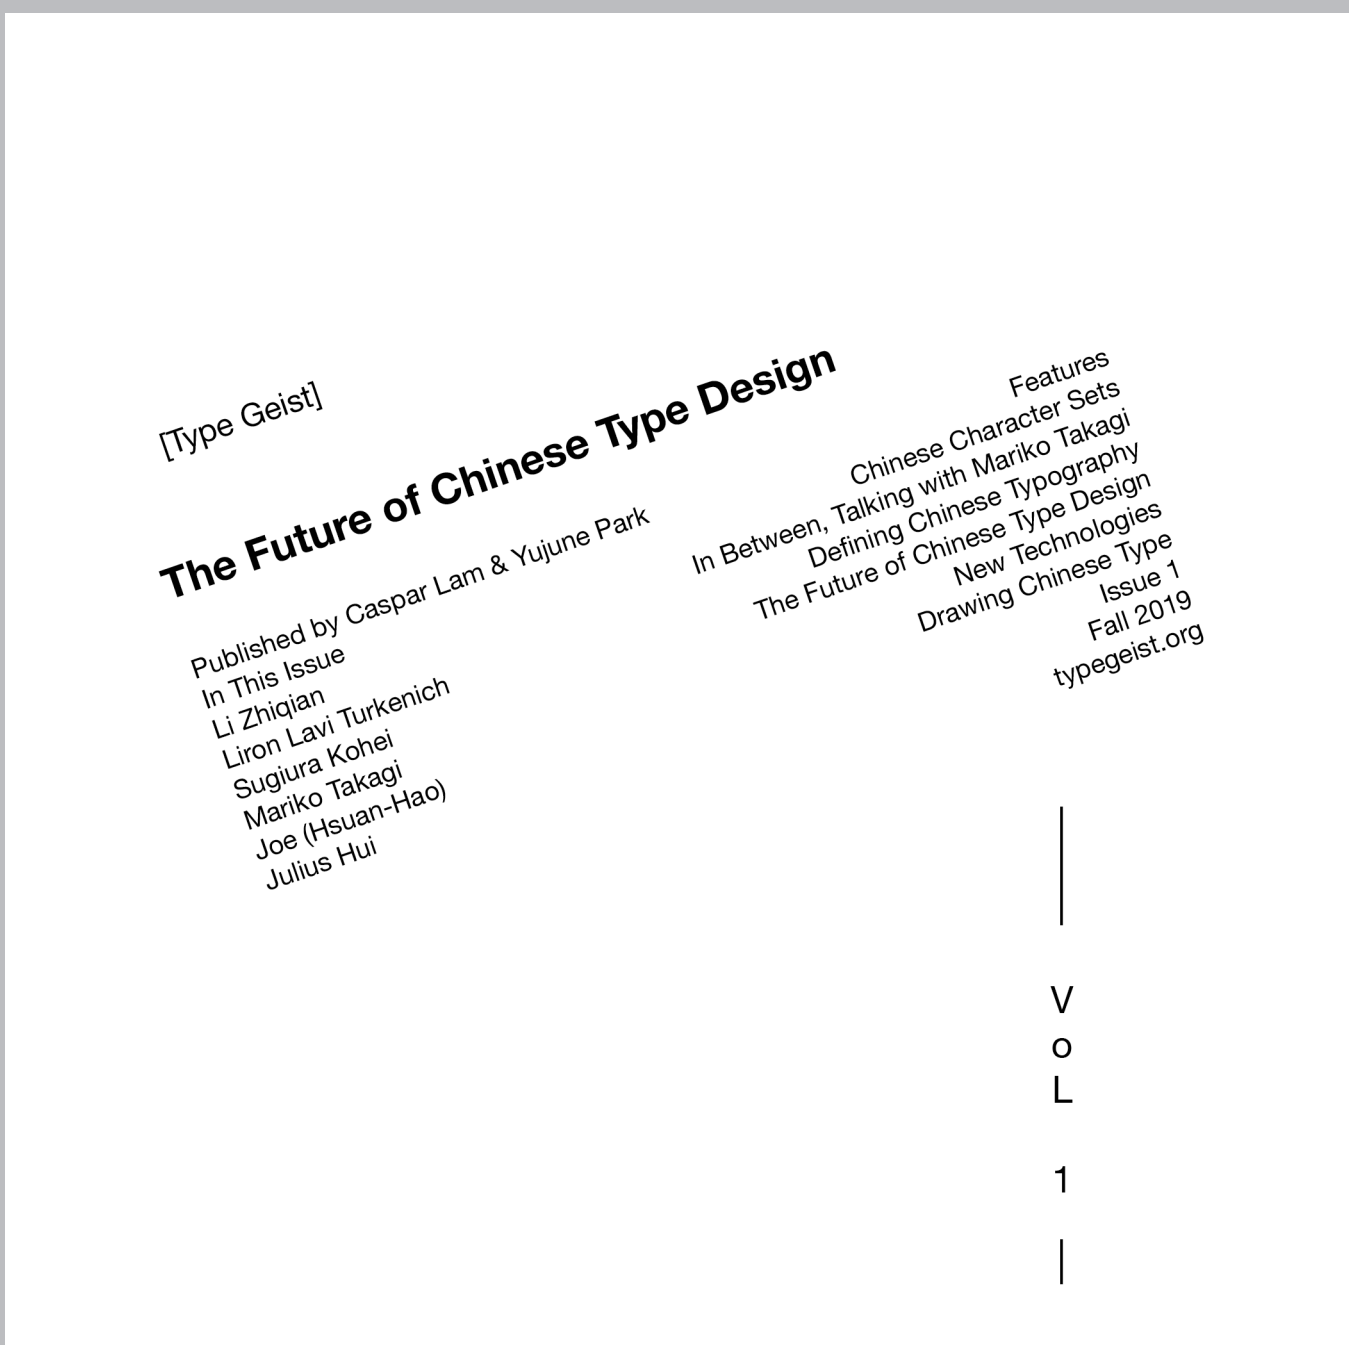 [Type Geist]
The Future of Chinese Type Design
Published by Caspar Lam & Yujune Park
In This Issue
Li Zhiqian
Liron Lavi Turkenich
Sugiura Kohei
Mariko Takagi
Joe (Hsuan-Hao)
Julius Hui
Features
Chinese Character Sets
In Between, Talking with Mariko Takagi
Defining Chinese Typography
The Future of Chinese Type Design
New Technologies
Drawing Chinese Type
Issue 1
Fall 2019
typegeist.org
VoL 1